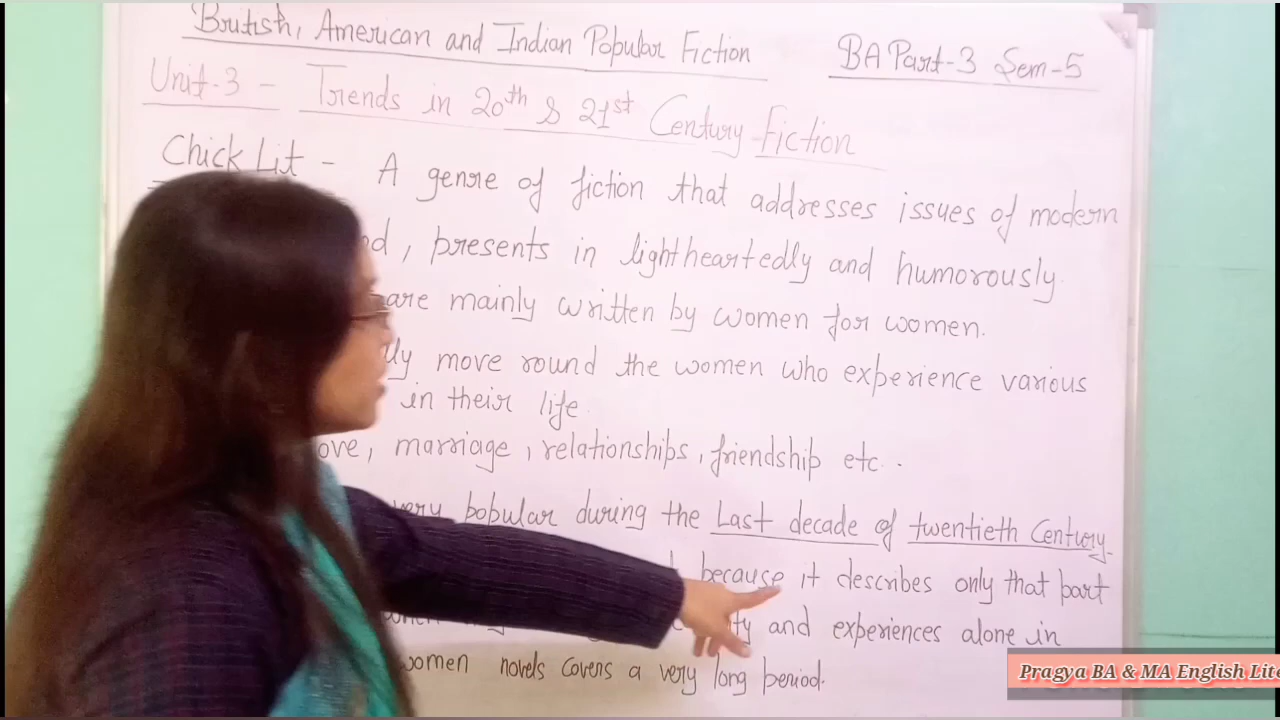 British, American and Indian Popular Fiction BA Part-3 Sem-5
Unit-3 - Trends in 20th & 21st Century Fiction
Chick Lit - A genre of fiction that addresses issues of modern
, presents in lightheartedly and humorously.
are mainly written by women for women.
move round the women who experience various
in their life.
, marriage, relationships, friendship etc.
very bobular during the Last decade of twentieth Century.
because it describes only that part
and experiences alone in
women novels covers a very long period.
Pragya BA & MA English Lite